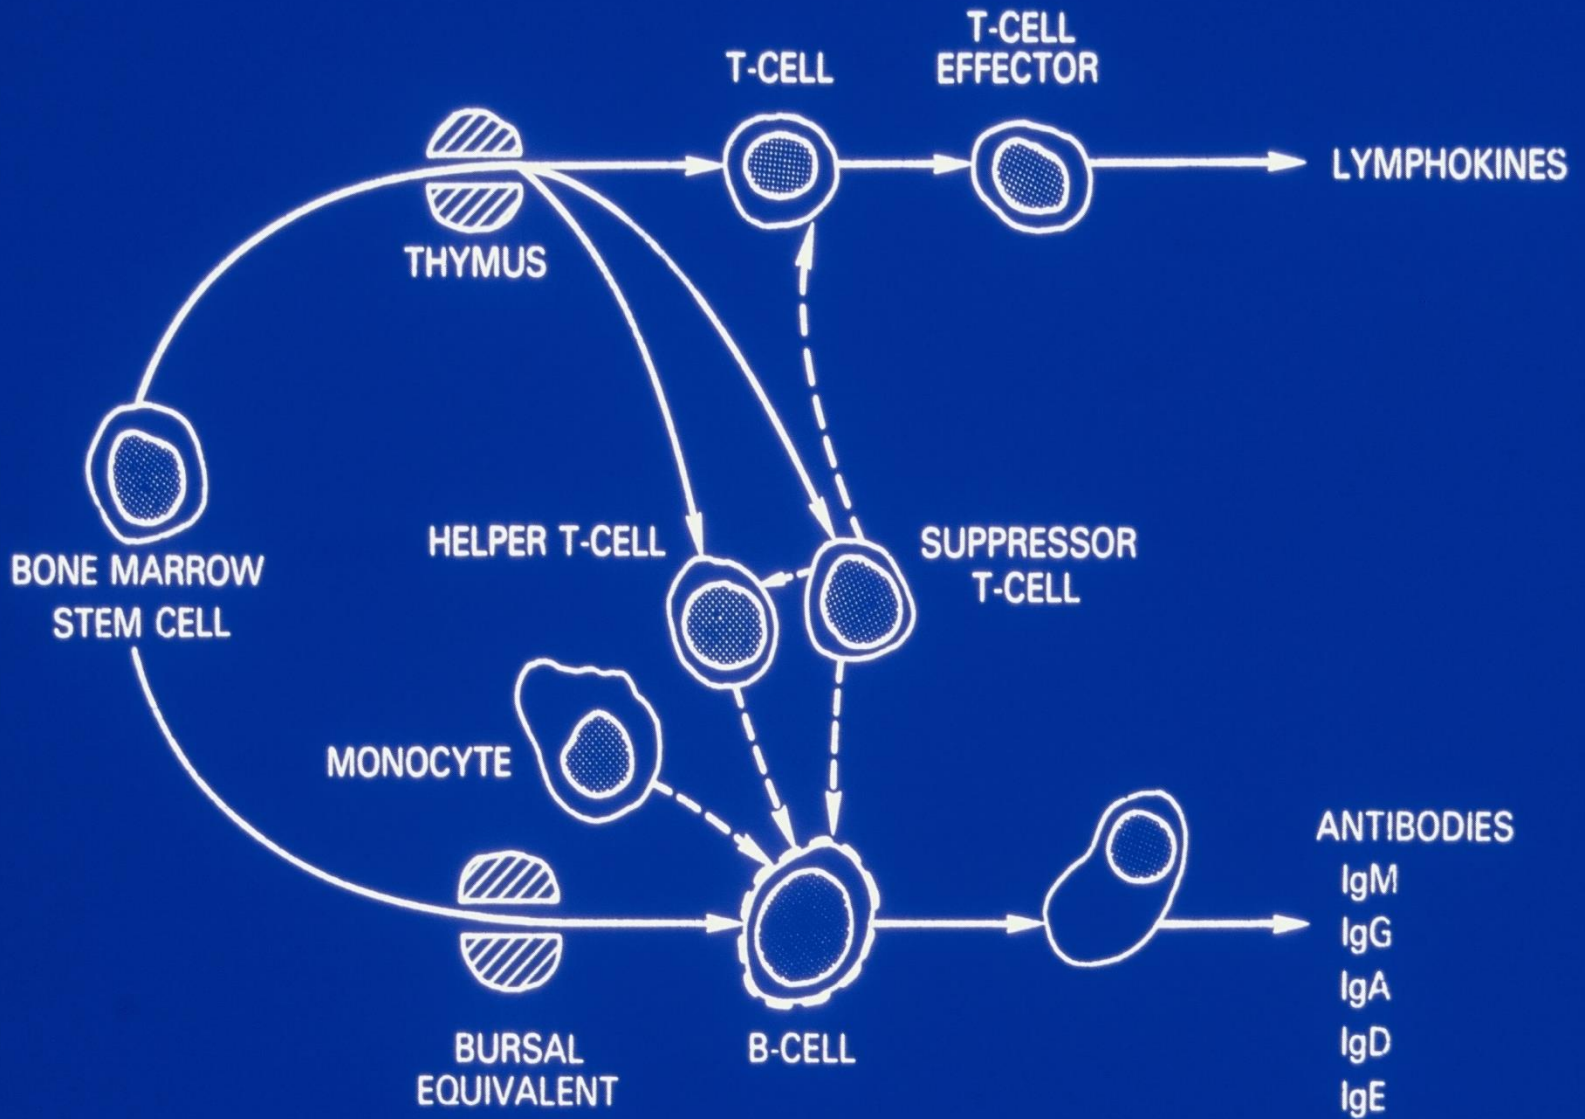 T-CELL
T-CELL
EFFECTOR
LYMPHOKINES
THYMUS
BONE MARROW
STEM CELL
HELPER T-CELL
SUPPRESSOR
T-CELL
MONOCYTE
ANTIBODIES
IgM
IgG
IgA
IgD
IgE
BURSAL
EQUIVALENT
B-CELL